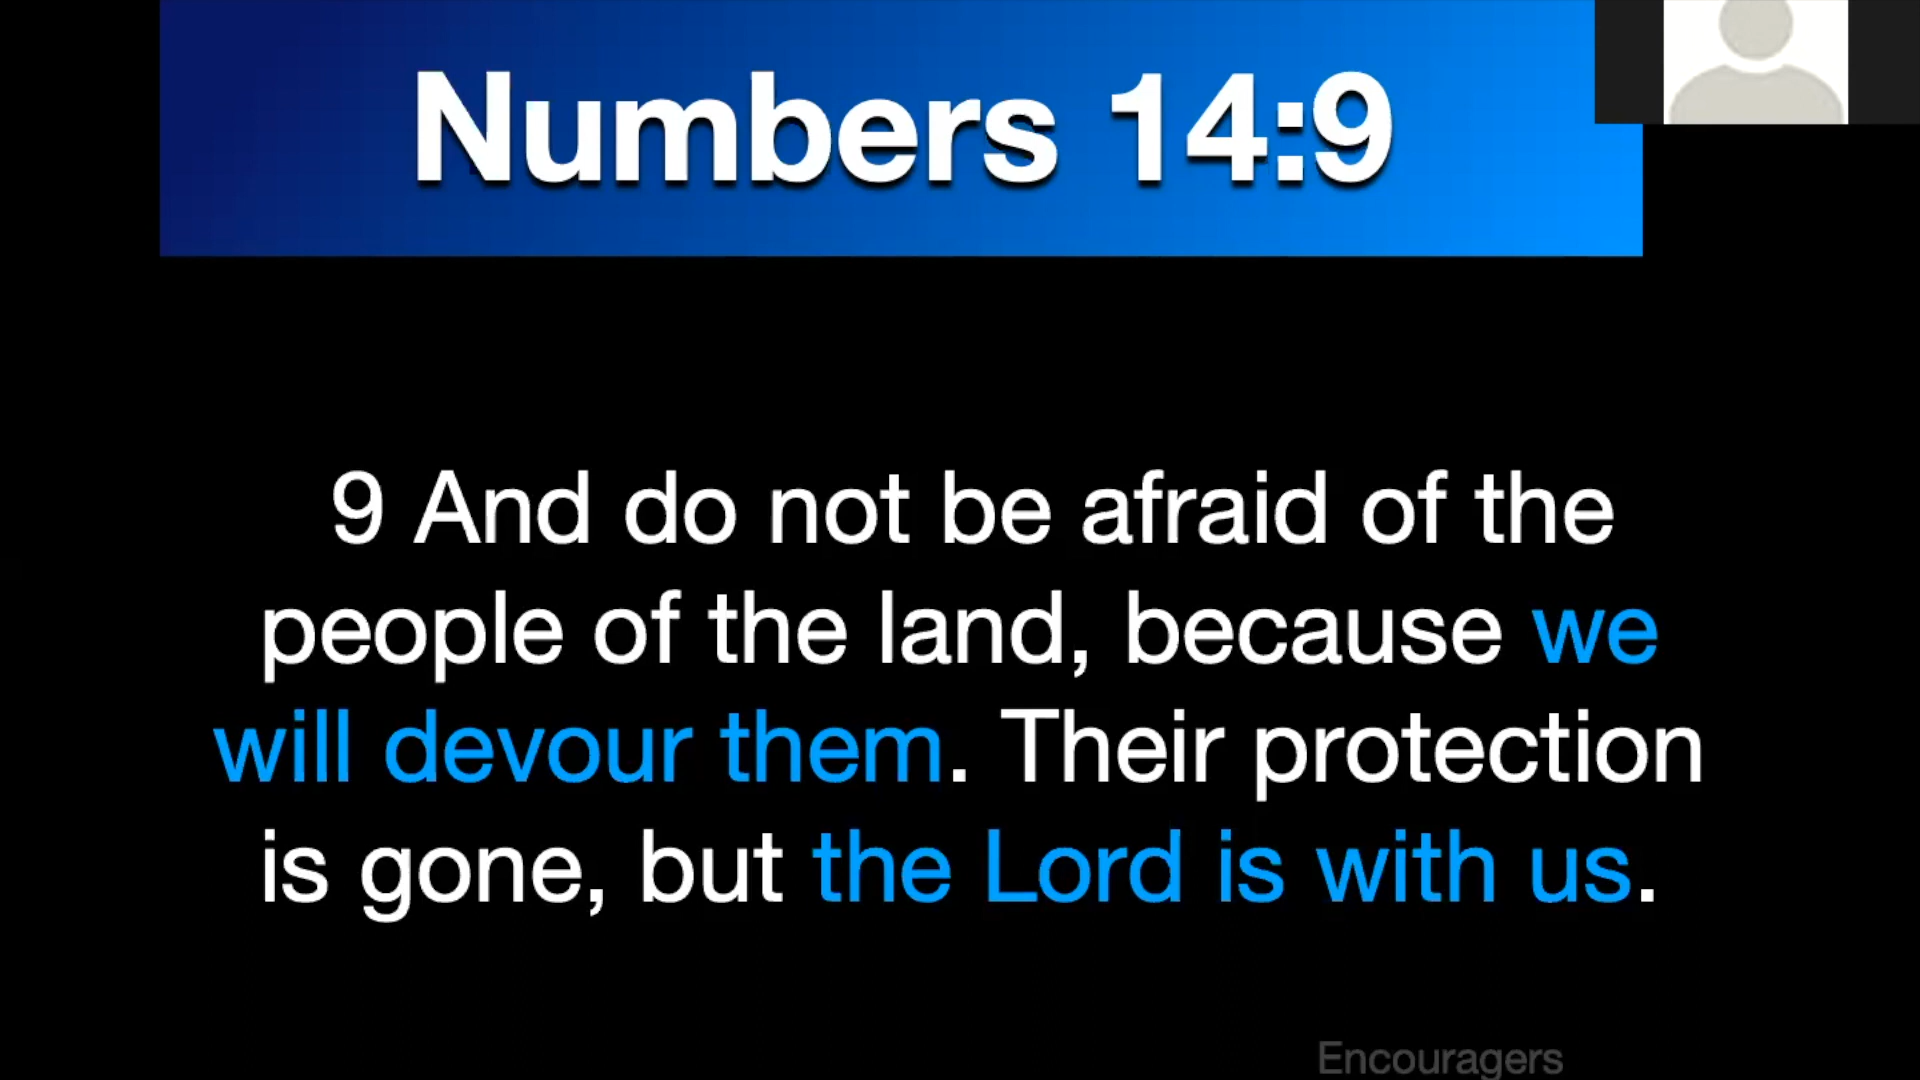 Numbers 14:9
9 And do not be afraid of the
people of the land, because we
will devour them. Their protection
is gone, but the Lord is with us.
Encouragers